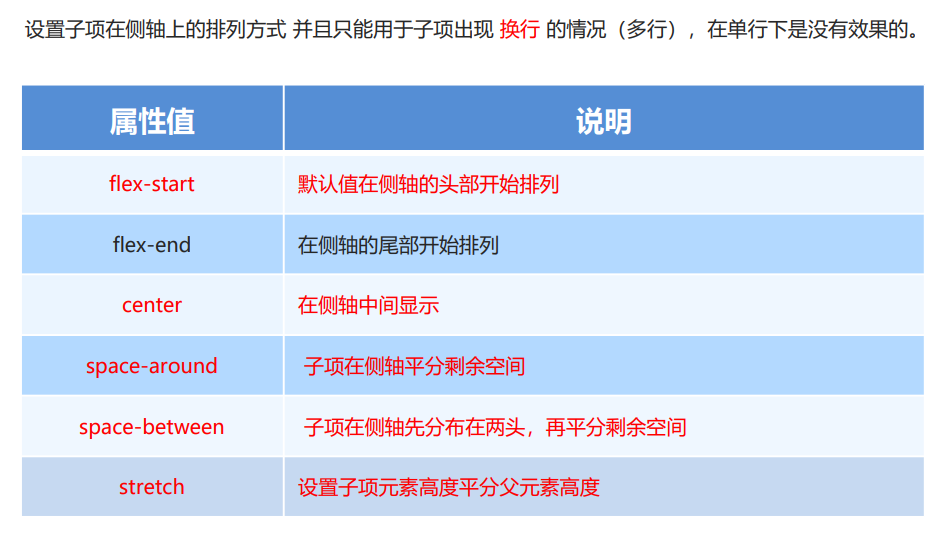 设置子项在侧轴上的排列方式 并且只能用于子项出现 换行 的情况（多行），在单行下是没有效果的。
属性值 说明
flex-start 默认值在侧轴的头部开始排列
flex-end 在侧轴的尾部开始排列
center 在侧轴中间显示
space-around 子项在侧轴平分剩余空间
space-between 子项在侧轴先分布在两头，再平分剩余空间
stretch 设置子项元素高度平分父元素高度